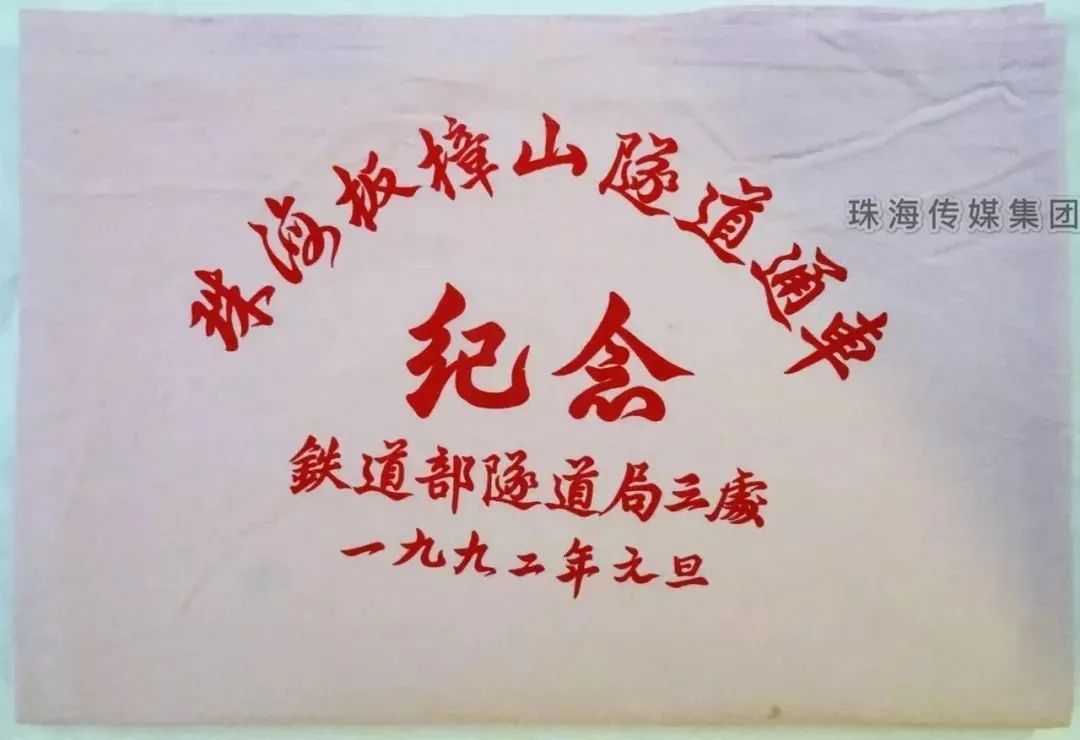 珠海板樟山隧道通車
珠海传媒集团
纪念
鉄道部隧道局三處
一九九二年元旦